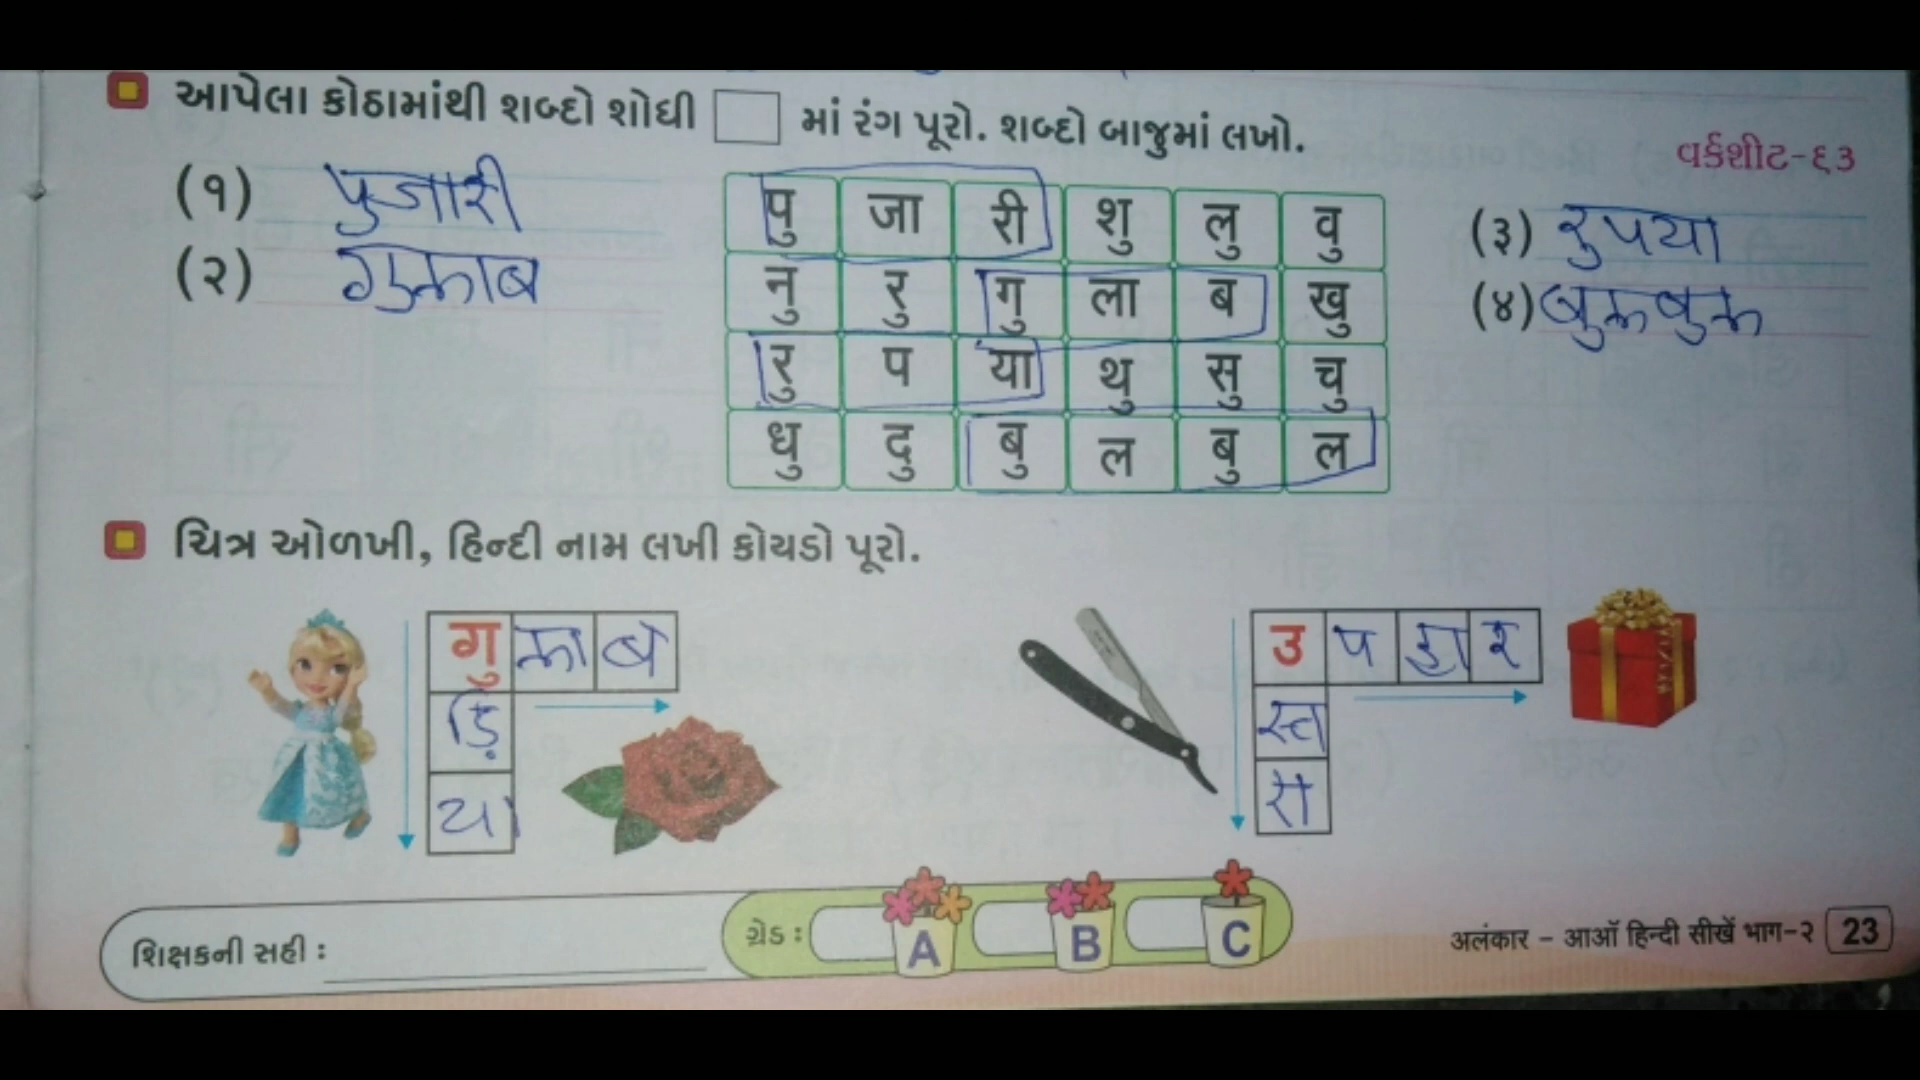 આપેલા કોઠામાંથી શબ્દો શોધી માં રંગ પૂરો. શબ્દો બાજુમાં લખો.
વર્કશીટ-૬૩
(૧) पुजारी
(૨) गुलाब
पु जा री शु लु वु
नु रु गु ला ब खु
रु प या थु सु चु
धु दु बु ल बु ल
(૩) रुपया
(૪) बुलबुल
ચિત્ર ઓળખી, હિન્દી નામ લખી કોયડો પૂરો.
गु ला ब
ड़ि
या
उ प हा र
स्त
रा
શિક્ષકની સહી :
ગ્રેડ : A B C
अलंकार - आऑ हिन्दी सीखें भाग-२ 23